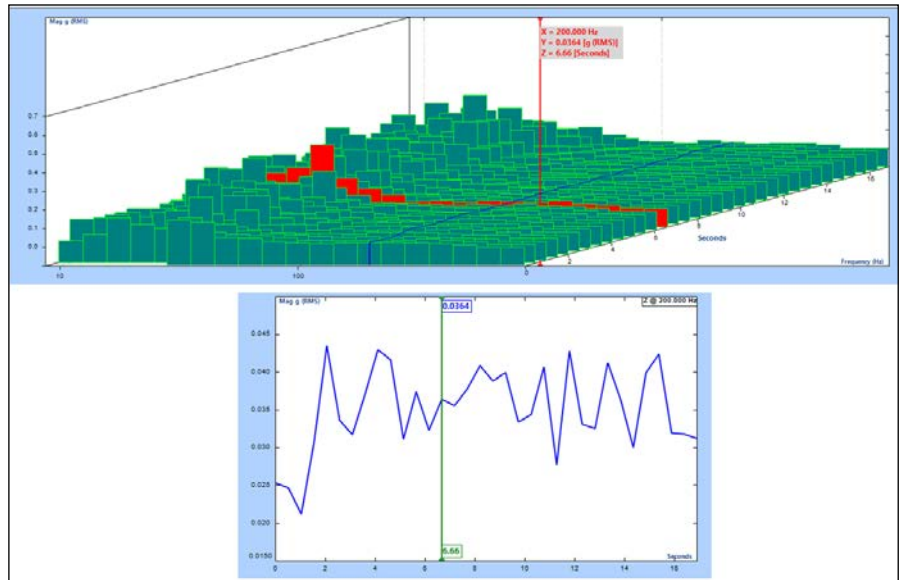 Mag g (RMS)
X = 200.000 Hz
Y = 0.0364 [g (RMS)]
Z = 6.66 [Seconds]
0.7
0.6
0.5
0.4
0.3
0.2
0.1
0.0
10
100
0
2
4
6
8
10
12
14
16
Seconds
Frequency (Hz)
Mag g (RMS)
0.0364
Z @ 200.000 Hz
0.045
0.040
0.035
0.030
0.025
0.020
0.0150
6.66
Seconds
0 2 4 6 8 10 12 14 16